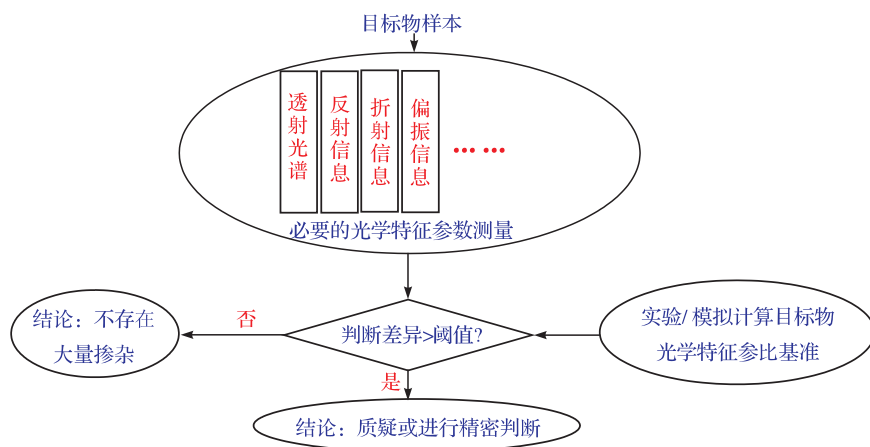 目标物样本
透射光谱
反射信息
折射信息
偏振信息
…… 
必要的光学特征参数测量
结论：不存在
大量掺杂
否
判断差异>阈值?
实验/模拟计算目标物
光学特征参比基准
是
结论：质疑或进行精密判断